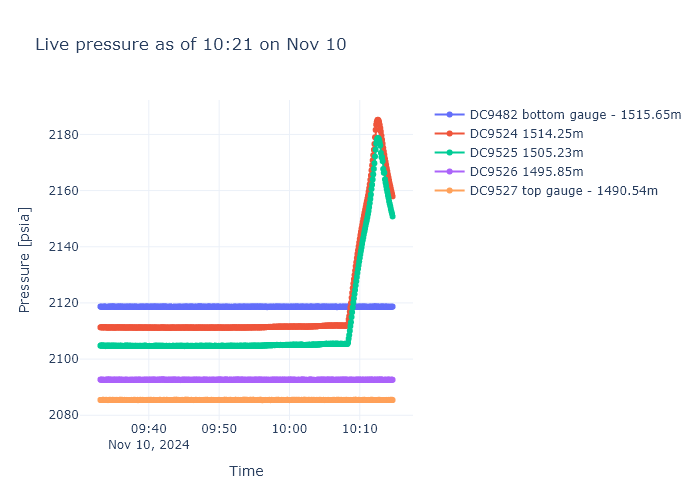 Live pressure as of 10:21 on Nov 10
DC9482 bottom gauge - 1515.65m
DC9524 1514.25m
DC9525 1505.23m
DC9526 1495.85m
DC9527 top gauge - 1490.54m
Pressure [psia]
2180
2160
2140
2120
2100
2080
09:40 09:50 10:00 10:10
Nov 10, 2024
Time